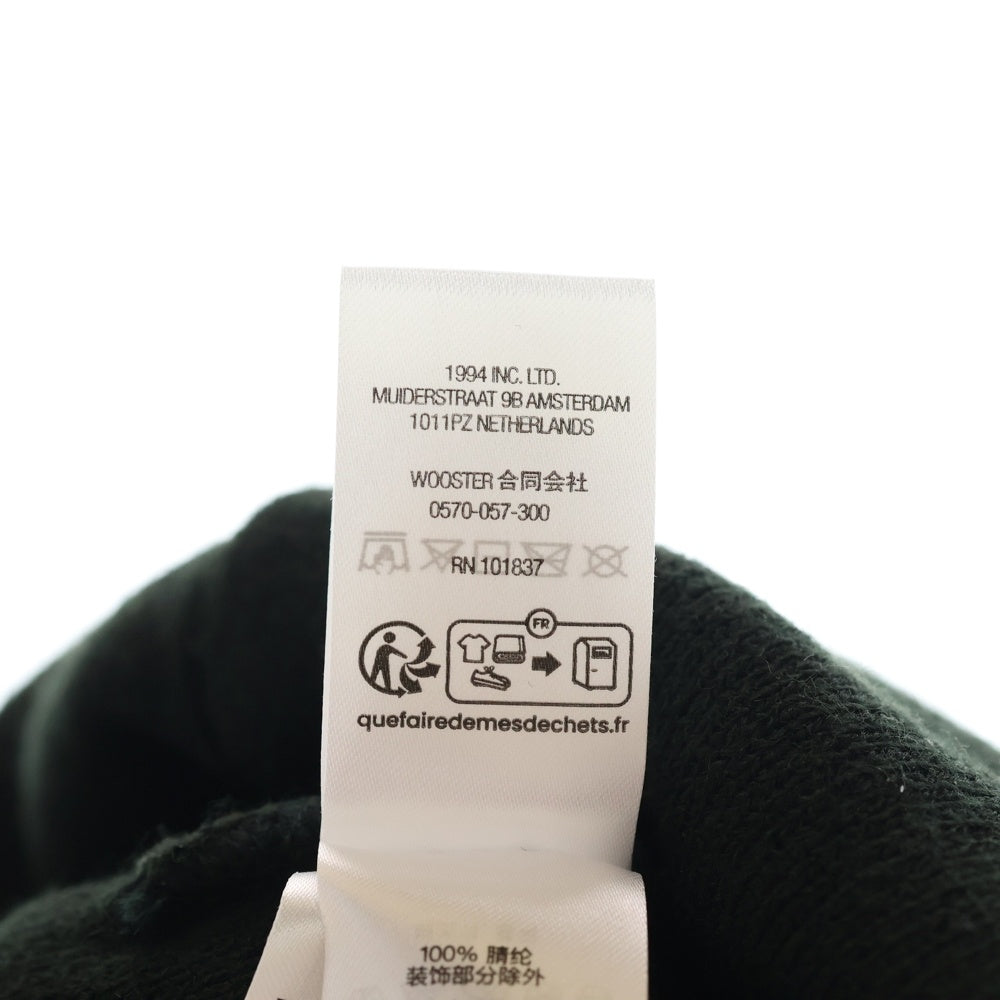 1994 INC. LTD.
MUIDERSTRAAT 9B AMSTERDAM
1011PZ NETHERLANDS
WOOSTER 合同会社
0570-057-300
RN 101837
FR
quefairedemesdechets.fr
100% 腈纶
装饰部分除外